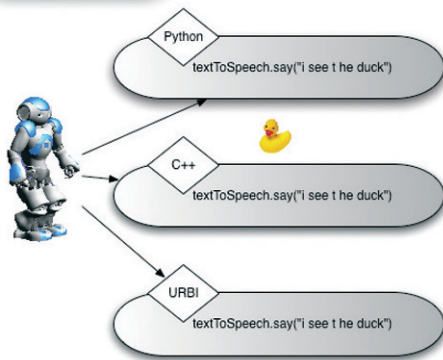 Python
textToSpeech.say("i see t he duck")
C++
textToSpeech.say("i see t he duck")
URBI
textToSpeech.say("i see t he duck")